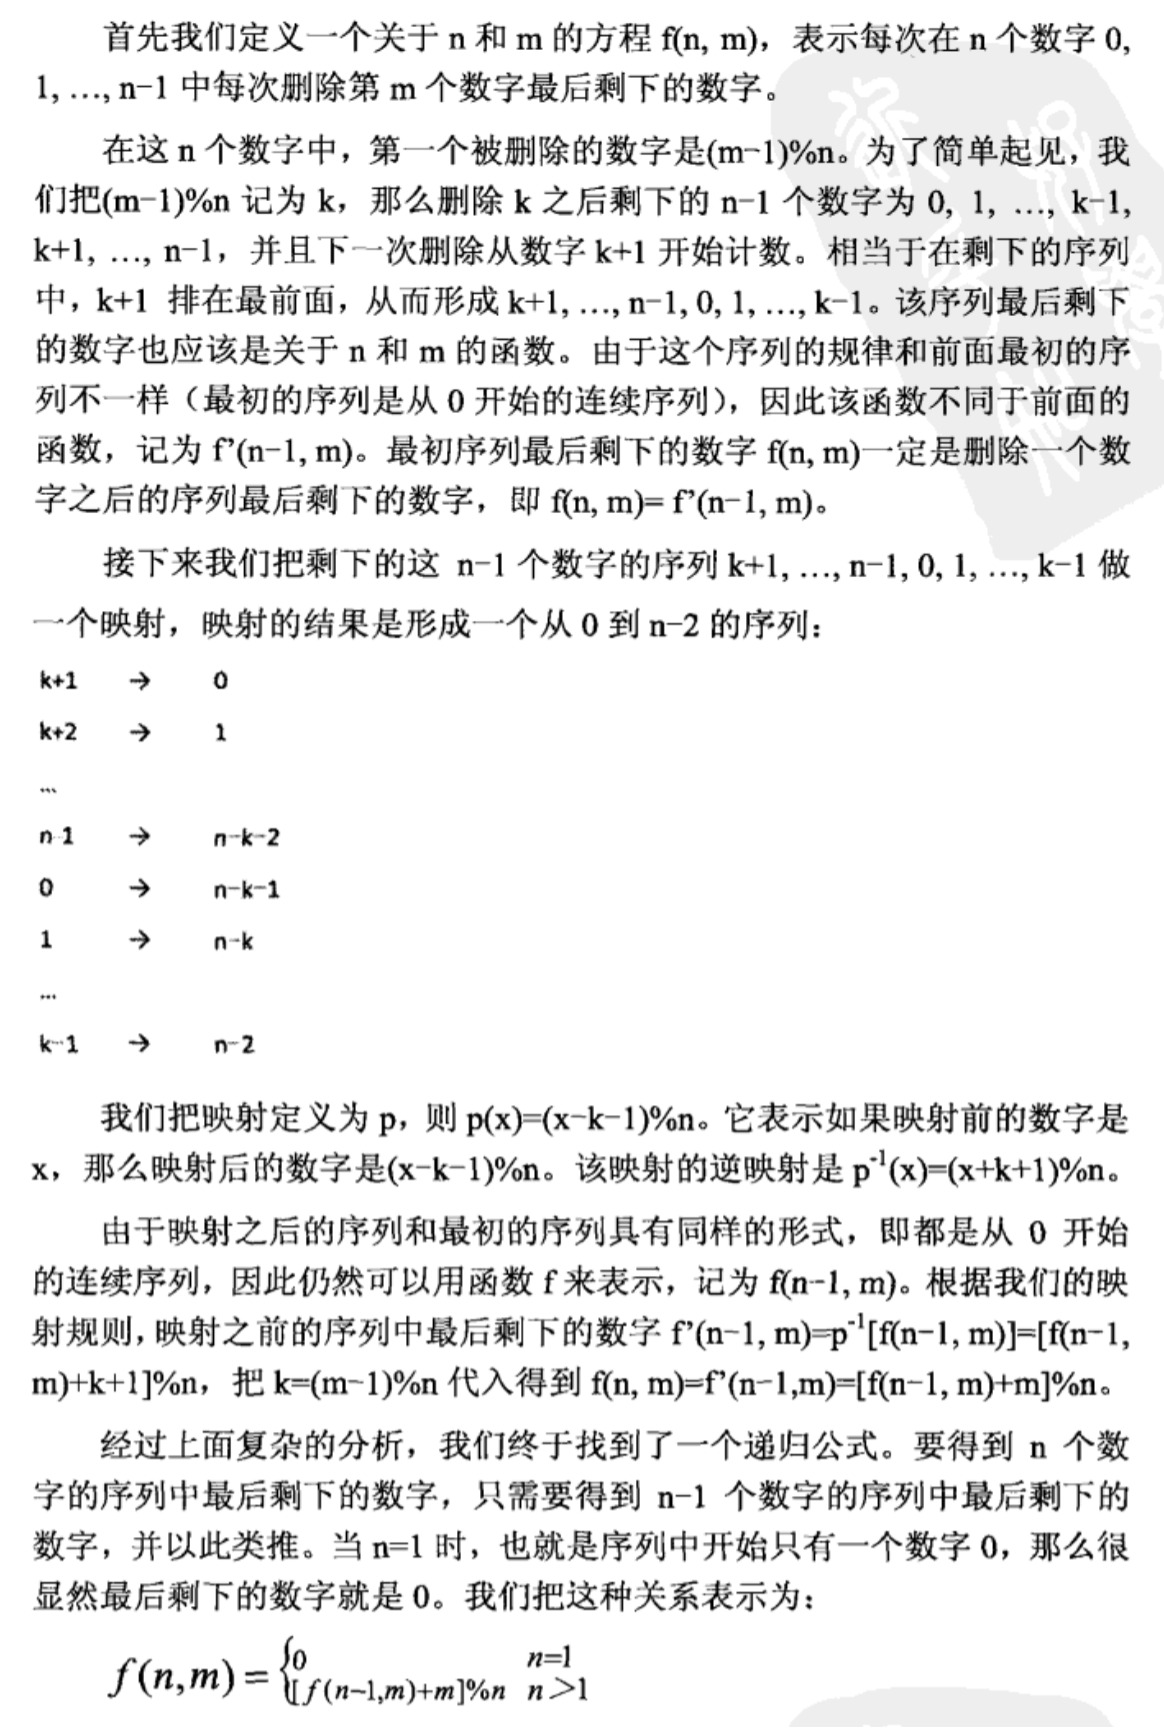 首先我们定义一个关于 n 和 m 的方程 f(n, m)，表示每次在 n 个数字 0,
1, …, n-1 中每次删除第 m 个数字最后剩下的数字。
在这 n 个数字中，第一个被删除的数字是(m-1)%n。为了简单起见，我
们把(m-1)%n 记为 k，那么删除 k 之后剩下的 n-1 个数字为 0, 1, …, k-1,
k+1, …, n-1，并且下一次删除从数字 k+1 开始计数。相当于在剩下的序列
中，k+1 排在最前面，从而形成 k+1, …, n-1, 0, 1, …, k-1。该序列最后剩下
的数字也应该是关于 n 和 m 的函数。由于这个序列的规律和前面最初的序
列不一样（最初的序列是从 0 开始的连续序列），因此该函数不同于前面的
函数，记为 f’(n-1, m)。最初序列最后剩下的数字 f(n, m)一定是删除一个数
字之后的序列最后剩下的数字，即 f(n, m)= f’(n-1, m)。
接下来我们把剩下的这 n-1 个数字的序列 k+1, …, n-1, 0, 1, …, k-1 做
一个映射，映射的结果是形成一个从 0 到 n-2 的序列：
k+1 → 0
k+2 → 1
…
n-1 → n-k-2
0 → n-k-1
1 → n-k
…
k-1 → n-2
我们把映射定义为 p，则 p(x)=(x-k-1)%n。它表示如果映射前的数字是
x，那么映射后的数字是(x-k-1)%n。该映射的逆映射是 p⁻¹(x)=(x+k+1)%n。
由于映射之后的序列和最初的序列具有同样的形式，即都是从 0 开始
的连续序列，因此仍然可以用函数 f 来表示，记为 f(n-1, m)。根据我们的映
射规则，映射之前的序列中最后剩下的数字 f’(n-1, m)=p⁻¹[f(n-1, m)]=[f(n-1,
m)+k+1]%n，把 k=(m-1)%n 代入得到 f(n, m)=f’(n-1,m)=[f(n-1, m)+m]%n。
经过上面复杂的分析，我们终于找到了一个递归公式。要得到 n 个数
字的序列中最后剩下的数字，只需要得到 n-1 个数字的序列中最后剩下的
数字，并以此类推。当 n=1 时，也就是序列中开始只有一个数字 0，那么很
显然最后剩下的数字就是 0。我们把这种关系表示为：
f(n,m) = {0 n=1
[f(n-1,m)+m]%n n>1